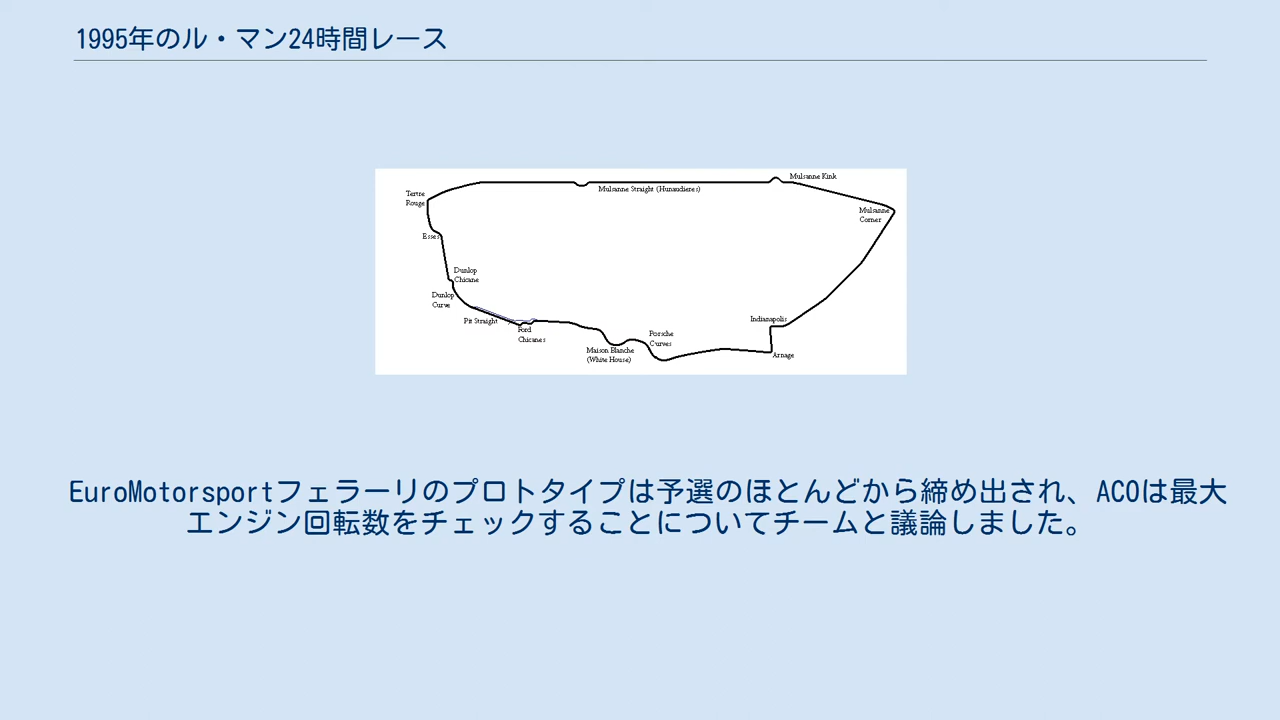 1995年のル・マン24時間レース
Mulsanne Kink
Mulsanne Straight (Hunaudieres)
Tertre
Rouge
Mulsanne
Corner
Esses
Dunlop
Chicane
Dunlop
Curve
Pit Straight
Ford
Chicanes
Indianapolis
Porsche
Curves
Maison Blanche
(White House)
Arnage
EuroMotorsportフェラーリのプロトタイプは予選のほとんどから締め出され、ACOは最大
エンジン回転数をチェックすることについてチームと議論しました。